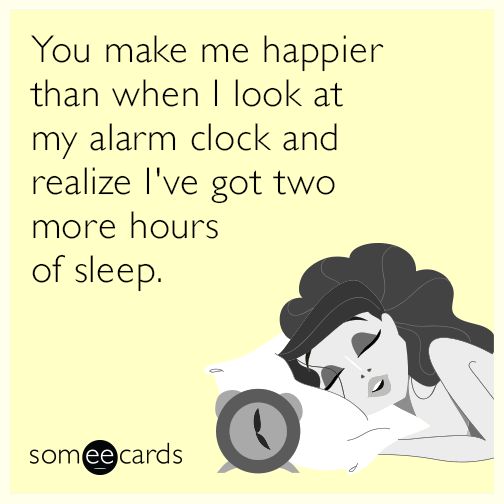 You make me happier
than when I look at
my alarm clock and
realize I've got two
more hours
of sleep.
someecards